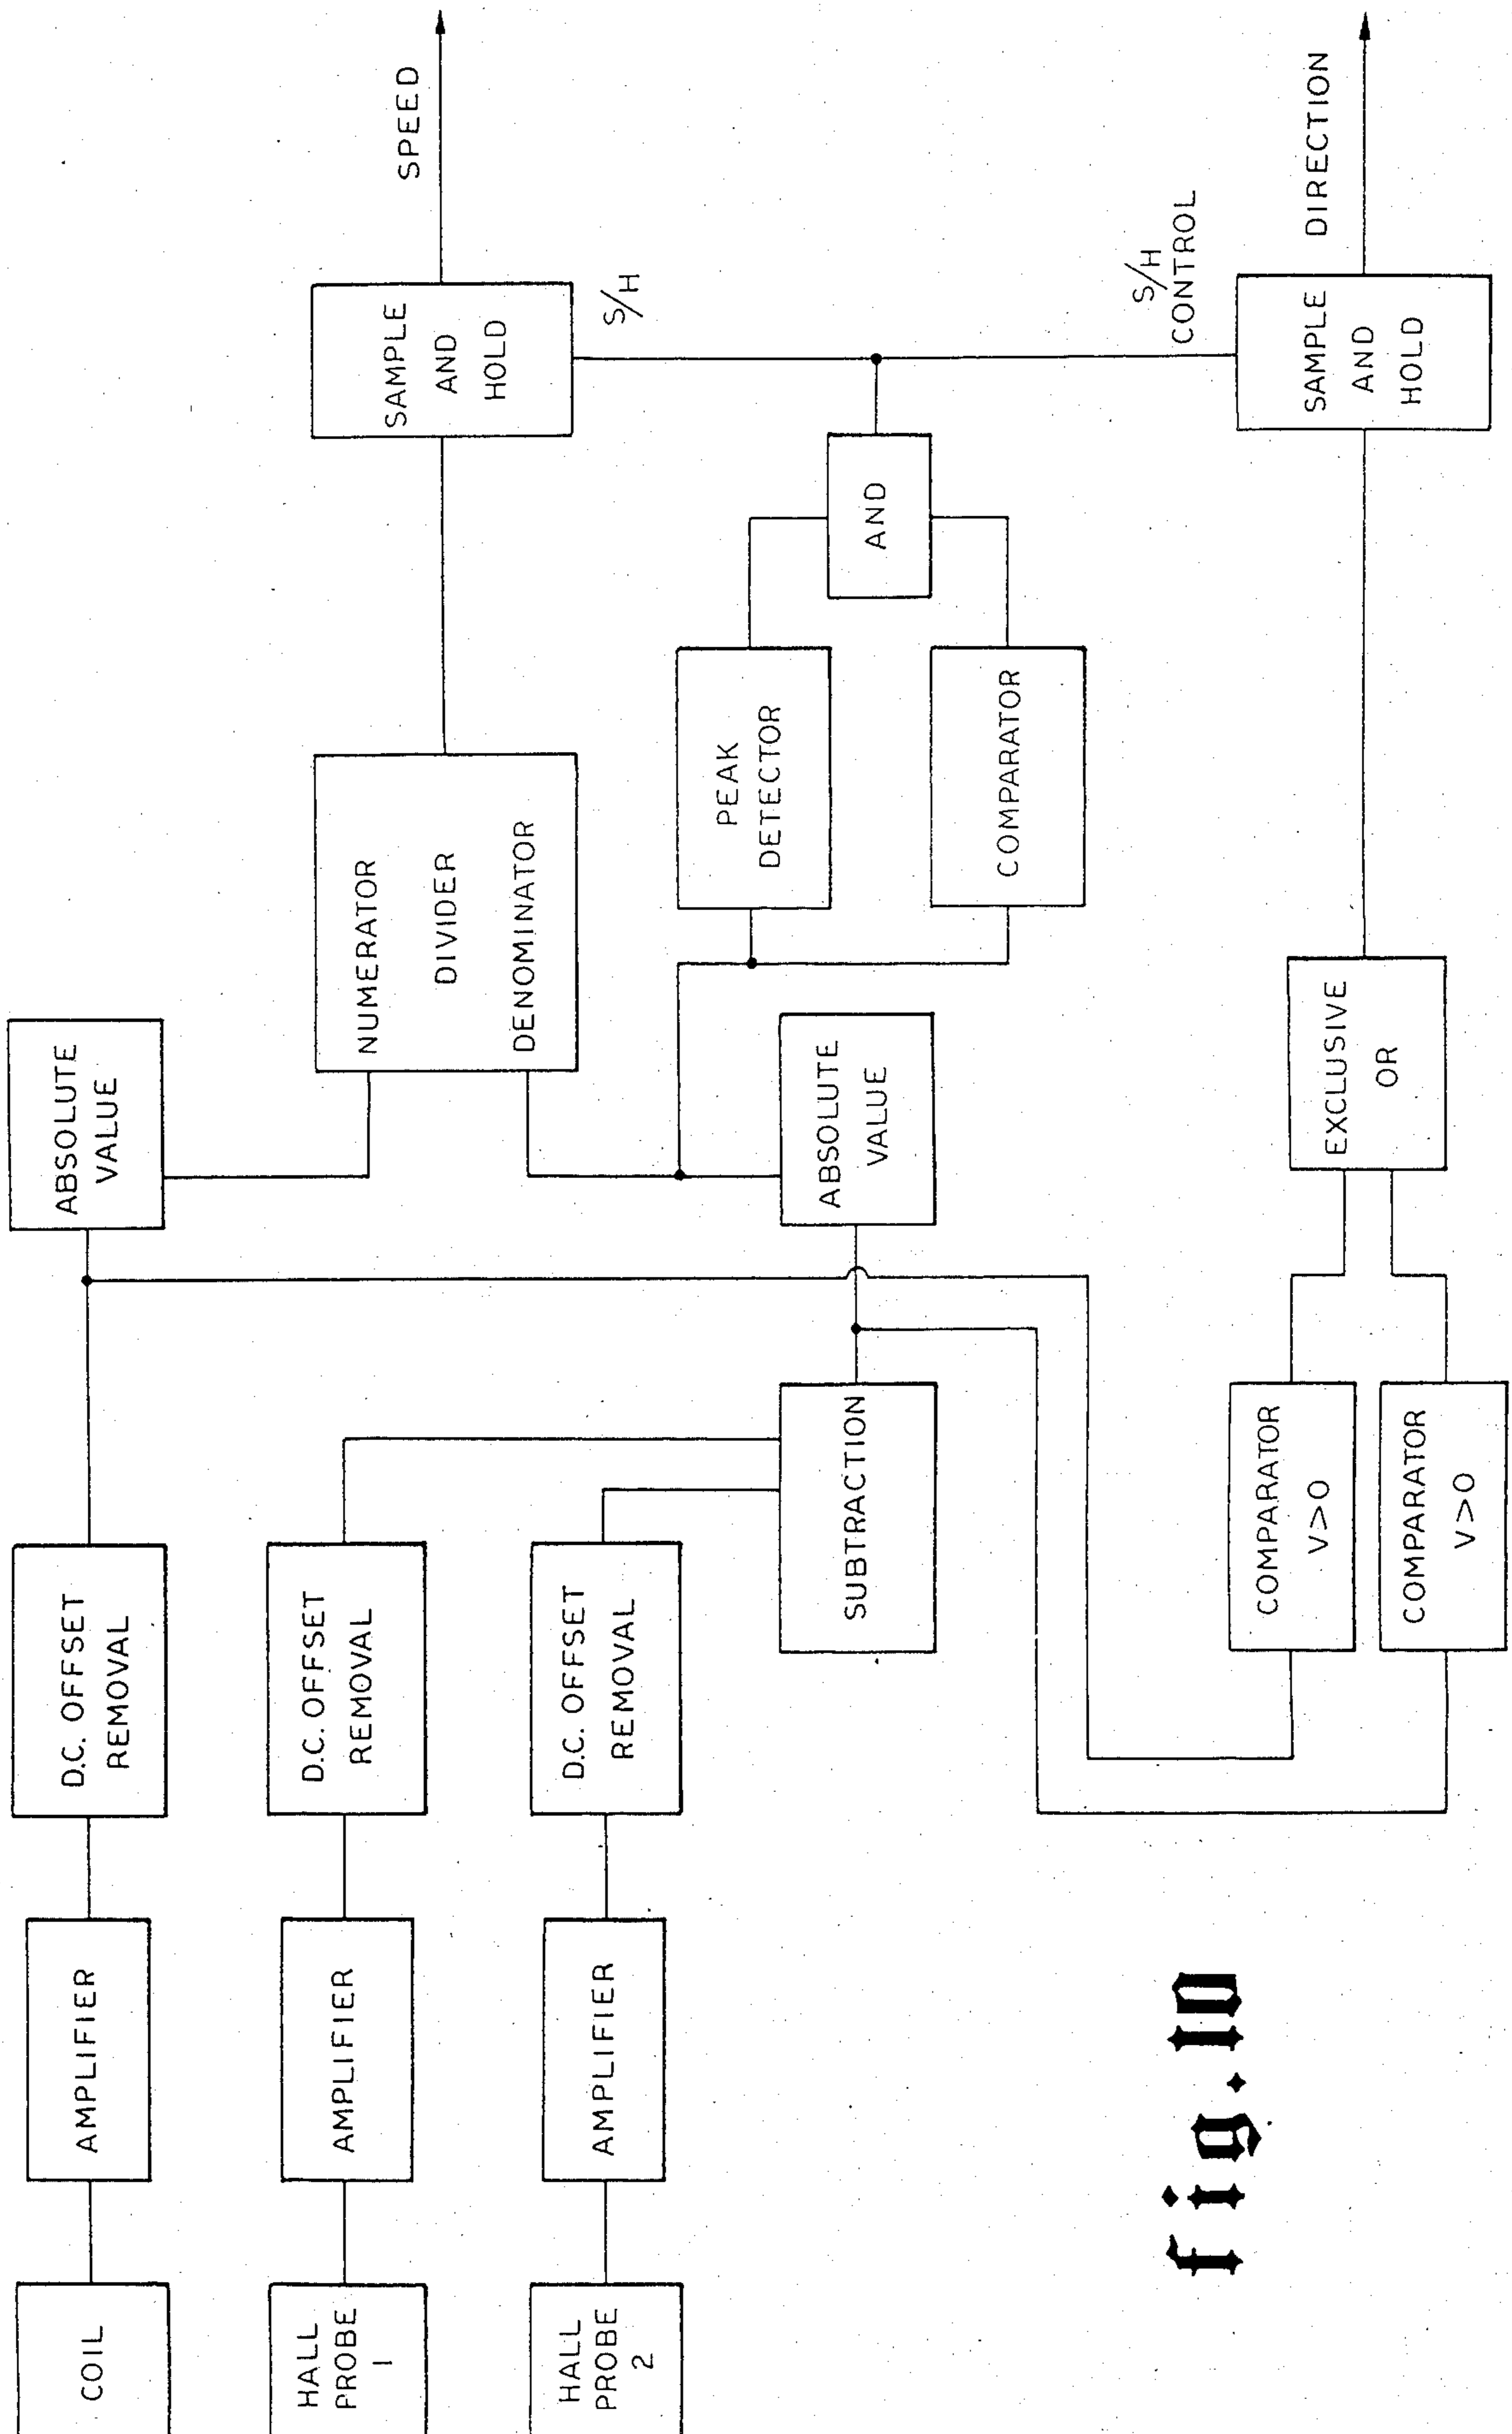 COIL
AMPLIFIER
D.C. OFFSET
REMOVAL
ABSOLUTE
VALUE
HALL
PROBE
1
AMPLIFIER
D.C. OFFSET
REMOVAL
NUMERATOR
DIVIDER
DENOMINATOR
SAMPLE
AND
HOLD
SPEED
HALL
PROBE
2
AMPLIFIER
D.C. OFFSET
REMOVAL
S/H
PEAK
DETECTOR
SUBTRACTION
ABSOLUTE
VALUE
AND
COMPARATOR
S/H
CONTROL
COMPARATOR
V>0
EXCLUSIVE
OR
SAMPLE
AND
HOLD
DIRECTION
COMPARATOR
V>0
fig.10